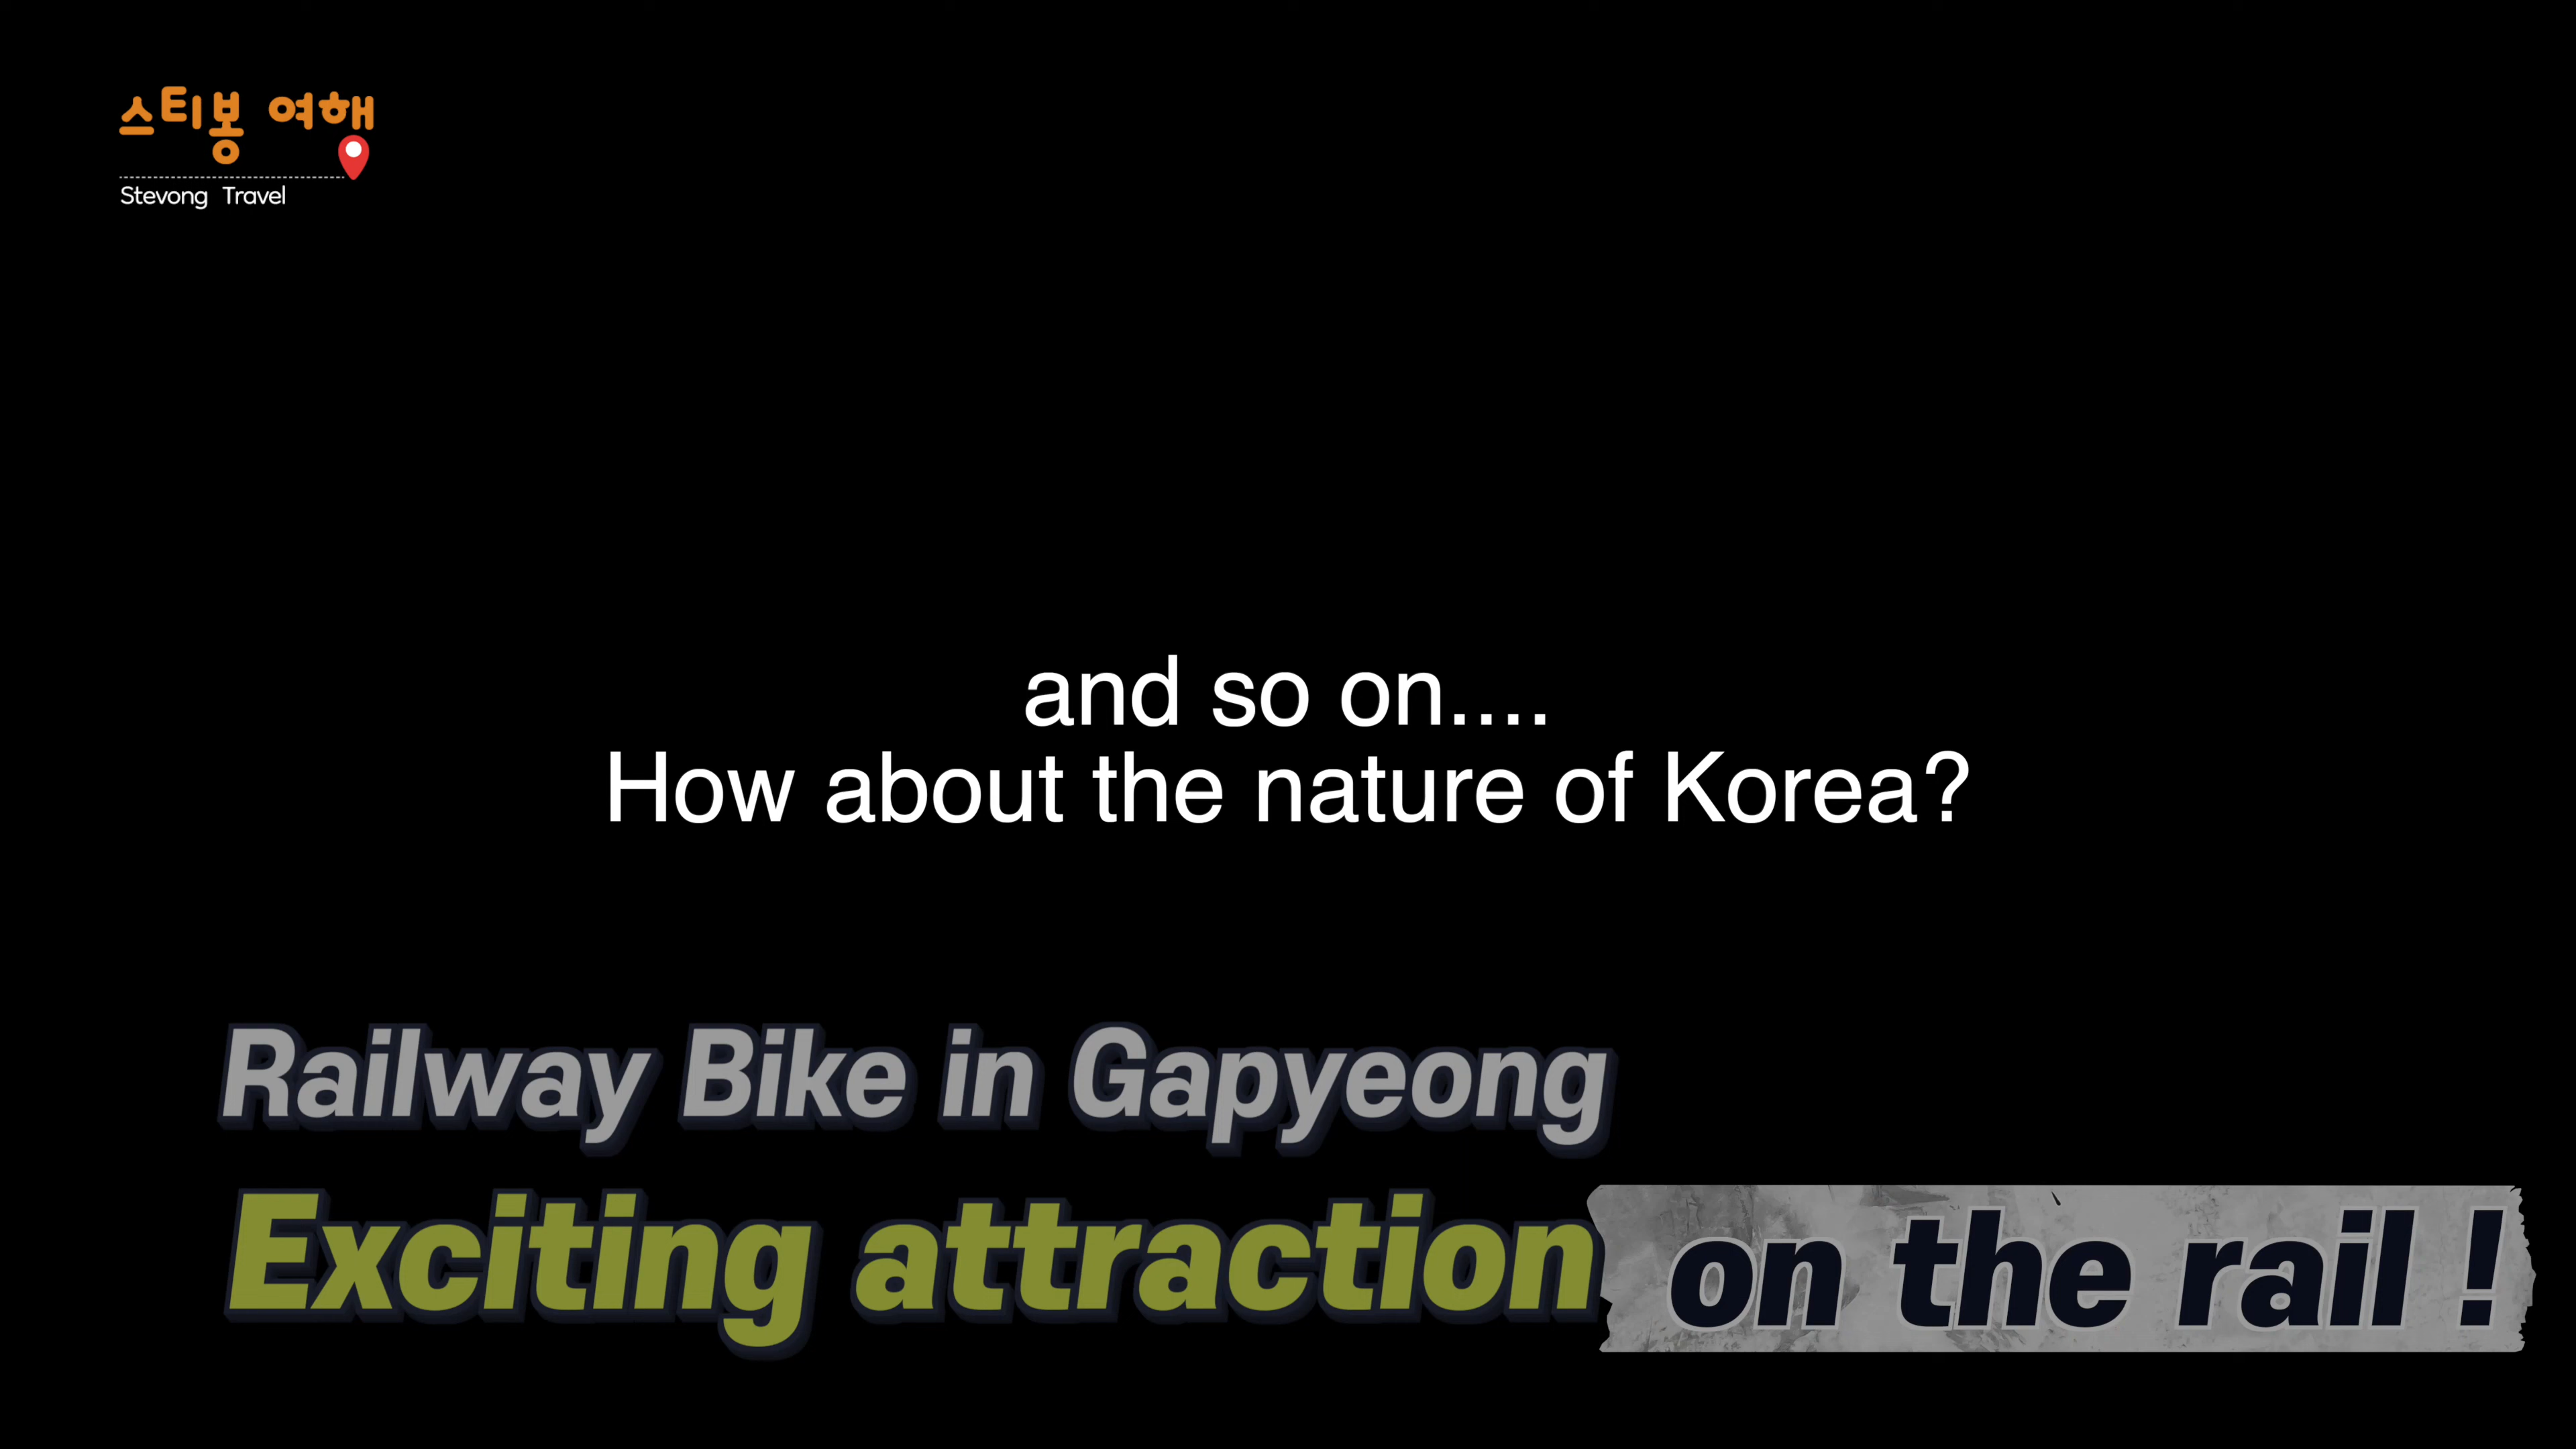 스티봉 여행
Stevong Travel
and so on....
How about the nature of Korea?
Railway Bike in Gapyeong
Exciting attraction on the rail !